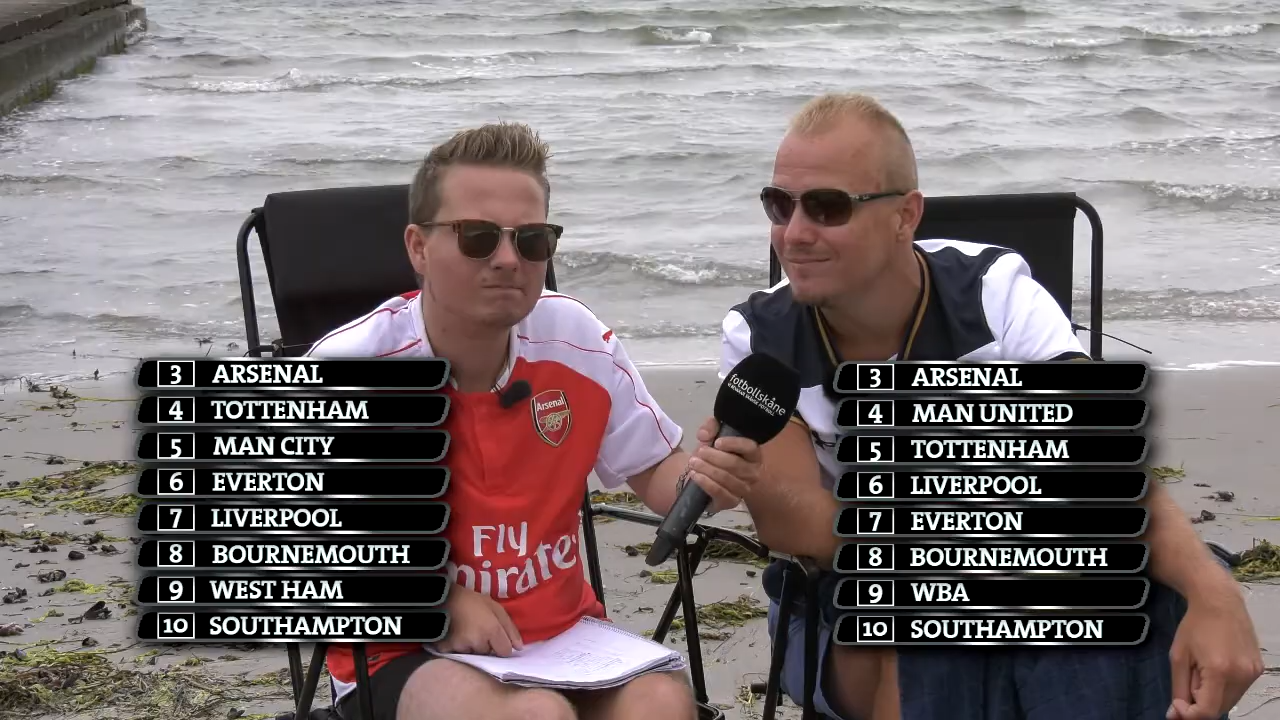 3 ARSENAL
4 TOTTENHAM
5 MAN CITY
6 EVERTON
7 LIVERPOOL
8 BOURNEMOUTH
9 WEST HAM
10 SOUTHAMPTON
3 ARSENAL
4 MAN UNITED
5 TOTTENHAM
6 LIVERPOOL
7 EVERTON
8 BOURNEMOUTH
9 WBA
10 SOUTHAMPTON
fotbollskåne
Arsenal
Fly
Emirates